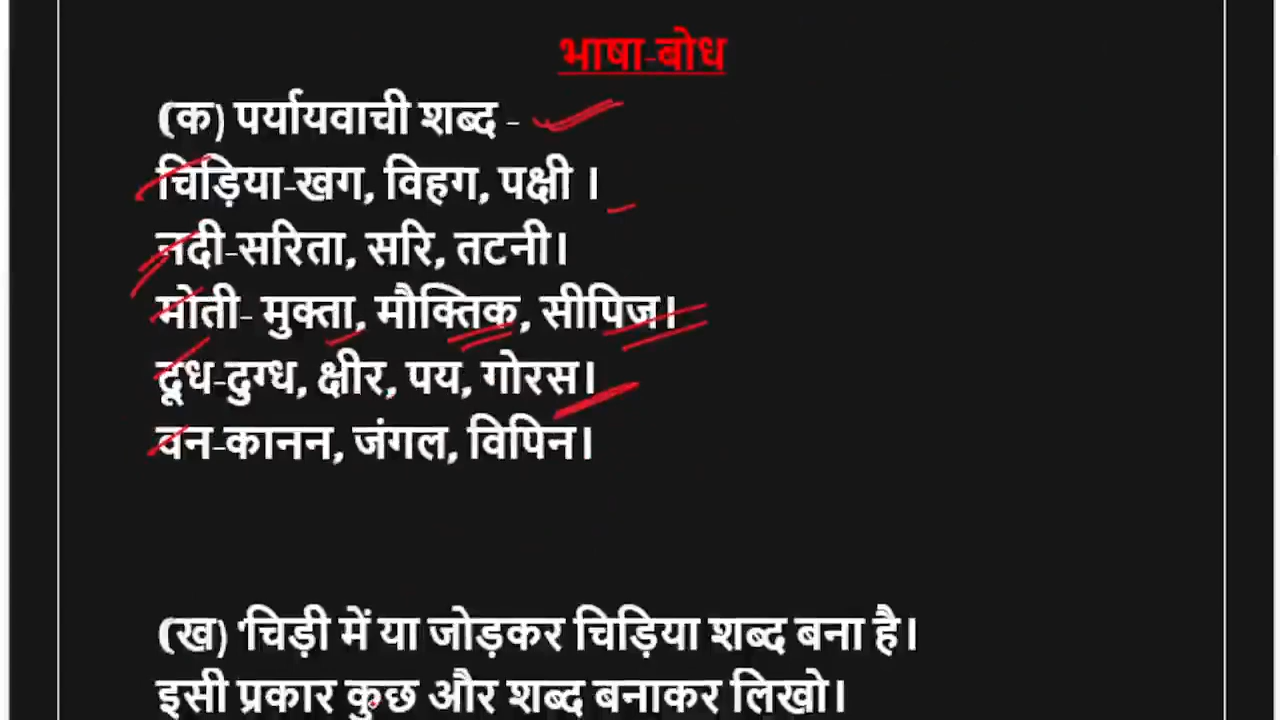 भाषा-बोध
(क) पर्यायवाची शब्द -
चिड़िया-खग, विहग, पक्षी ।
नदी-सरिता, सरि, तटनी।
मोती- मुक्ता, मौक्तिक, सीपिज।
दूध-दुग्ध, क्षीर, पय, गोरस।
वन-कानन, जंगल, विपिन।
(ख) 'चिड़ी में या जोड़कर चिड़िया शब्द बना है।
इसी प्रकार कुछ और शब्द बनाकर लिखो।